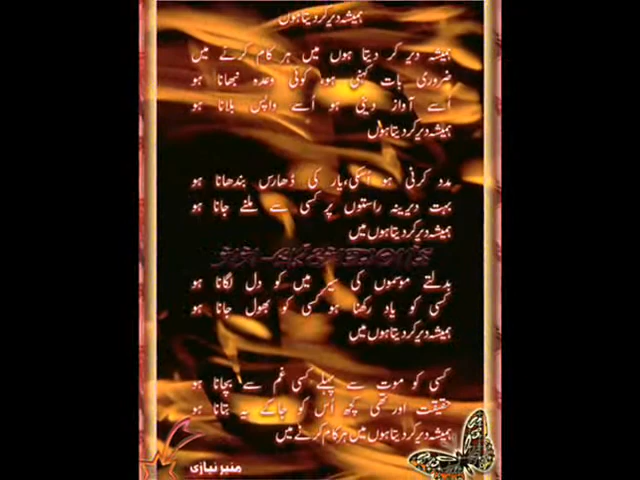 ہمیشہ دیر کر دیتا ہوں
ہمیشہ دیر کر دیتا ہوں میں ہر کام کرنے میں
ضروری بات کہنی ہو، کوئی وعدہ نبھانا ہو
اُسے آواز دینی ہو اُسے واپس بلانا ہو
ہمیشہ دیر کر دیتا ہوں
مدد کرنی ہو اُسکی، یار کی ڈھارس بندھانا ہو
بہت دیرینہ راستوں پر کسی سے ملنے جانا ہو
ہمیشہ دیر کر دیتا ہوں میں
بدلتے موسموں کی سیر میں کو دل لگانا ہو
کسی کو یاد رکھنا ہو کسی کو بھول جانا ہو
ہمیشہ دیر کر دیتا ہوں میں
کسی کو موت سے پہلے کسی غم سے بچانا ہو
حقیقت اور تھی کچھ اُس کو جا کے یہ بتانا ہو
ہمیشہ دیر کر دیتا ہوں میں ہر کام کرنے میں
منیر نیازی